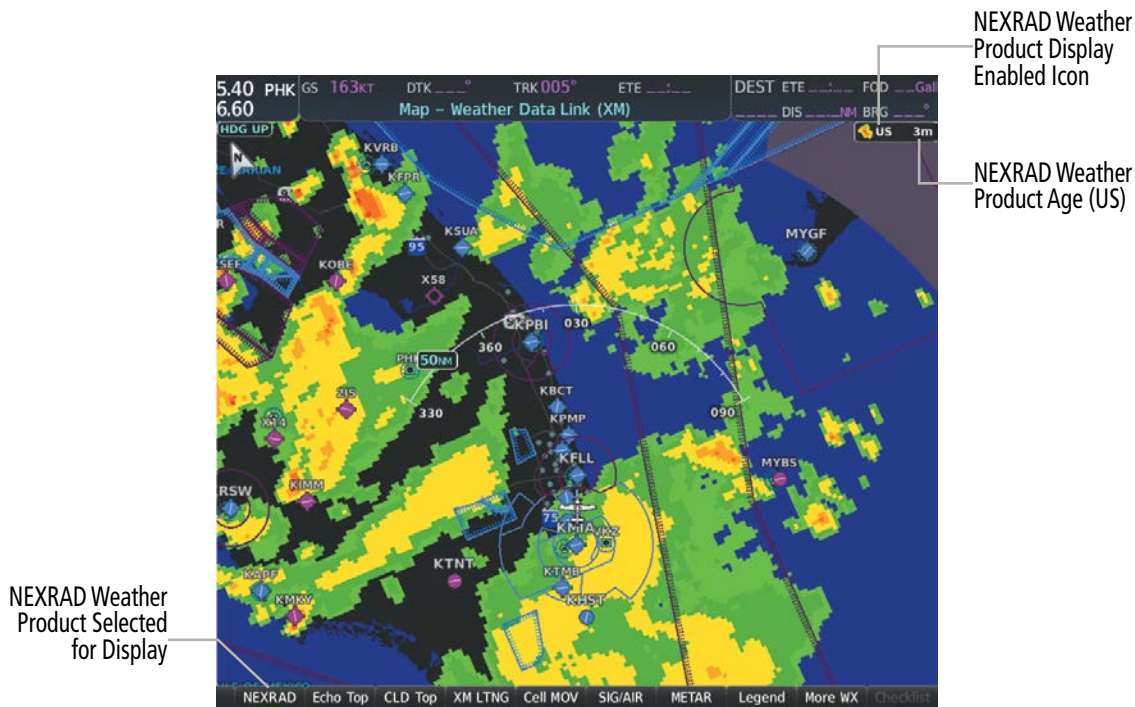 NEXRAD Weather
Product Display
Enabled Icon
5.40 PHK GS 163KT DTK ___° TRK 005° ETE __:__ DEST ETE __:__ FOD __Gal
6.60 Map – Weather Data Link (XM) ____ DIS __.__NM BRG ___°
HDG UP
US 3m
N
KVRB
KFPR
NEXRAD Weather
Product Age (US)
95
KSUA
MYGF
KOBE
X58
KPBI
030
360
060
50NM
KBCT
330
090
KPMP
X14
KFLL
MYBS
KIMM
75
KTNT
KTMB
KAPF
KMKY
KHST
NEXRAD Weather
Product Selected
for Display
NEXRAD Echo Top CLD Top XM LTNG Cell MOV SIG/AIR METAR Legend More WX Checklist